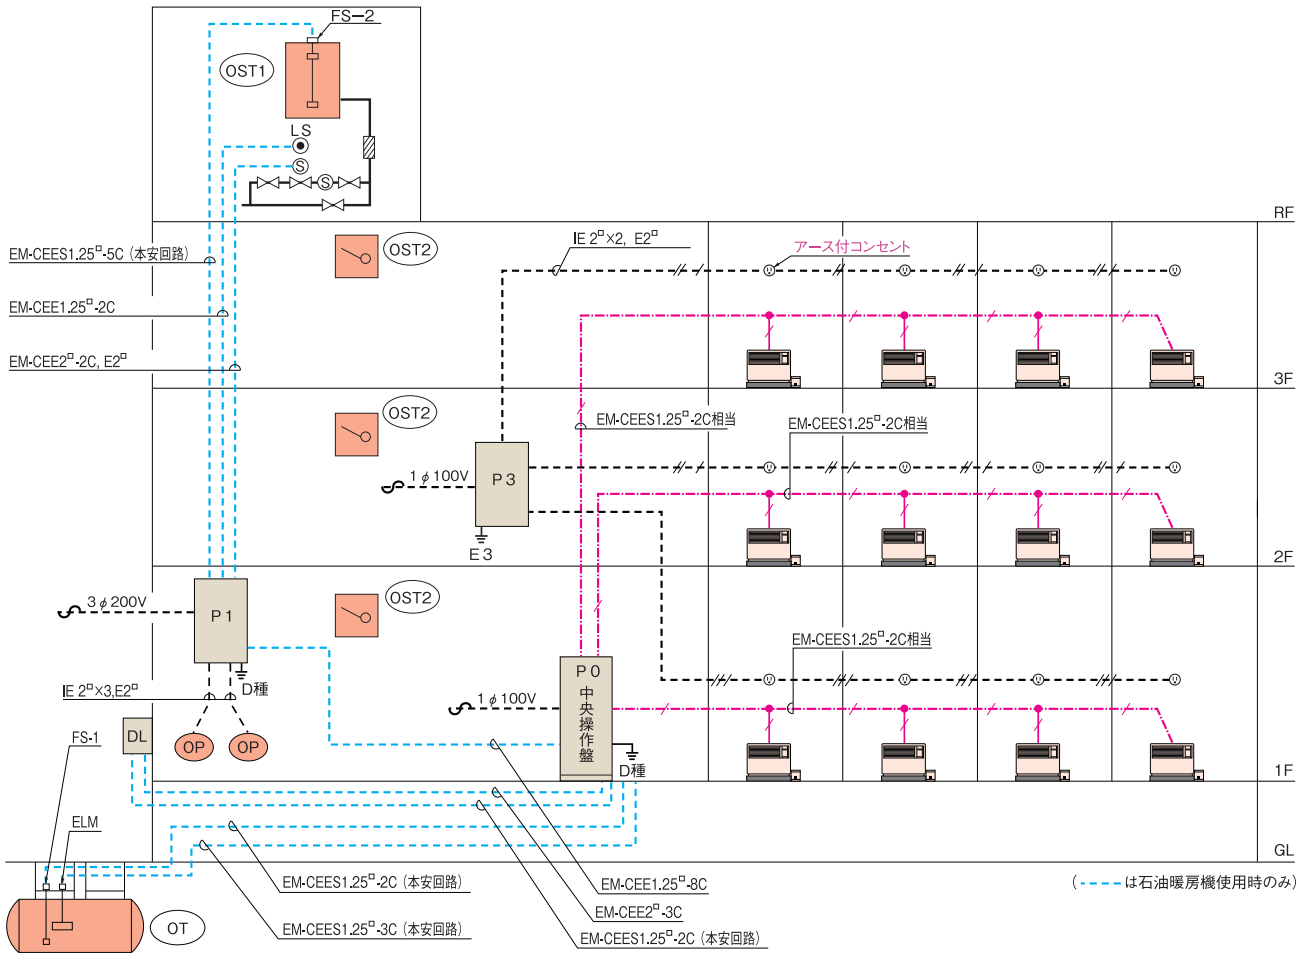 FS-2
OST1
LS
S
S
RF
EM-CEES1.25□-5C (本安回路)
OST2
IE 2□×2, E2□
アース付コンセント
EM-CEE1.25□-2C
EM-CEE2□-2C, E2□
3F
OST2
EM-CEES1.25□-2C相当
EM-CEES1.25□-2C相当
1φ100V
P3
E3
2F
3φ200V
P1
OST2
EM-CEES1.25□-2C相当
P0
中央操作盤
D種
IE 2□×3,E2□
1φ100V
DL
OP
OP
FS-1
D種
1F
ELM
GL
EM-CEES1.25□-2C (本安回路)
EM-CEE1.25□-8C
(-----は石油暖房機使用時のみ)
EM-CEE2□-3C
OT
EM-CEES1.25□-3C (本安回路)
EM-CEES1.25□-2C (本安回路)